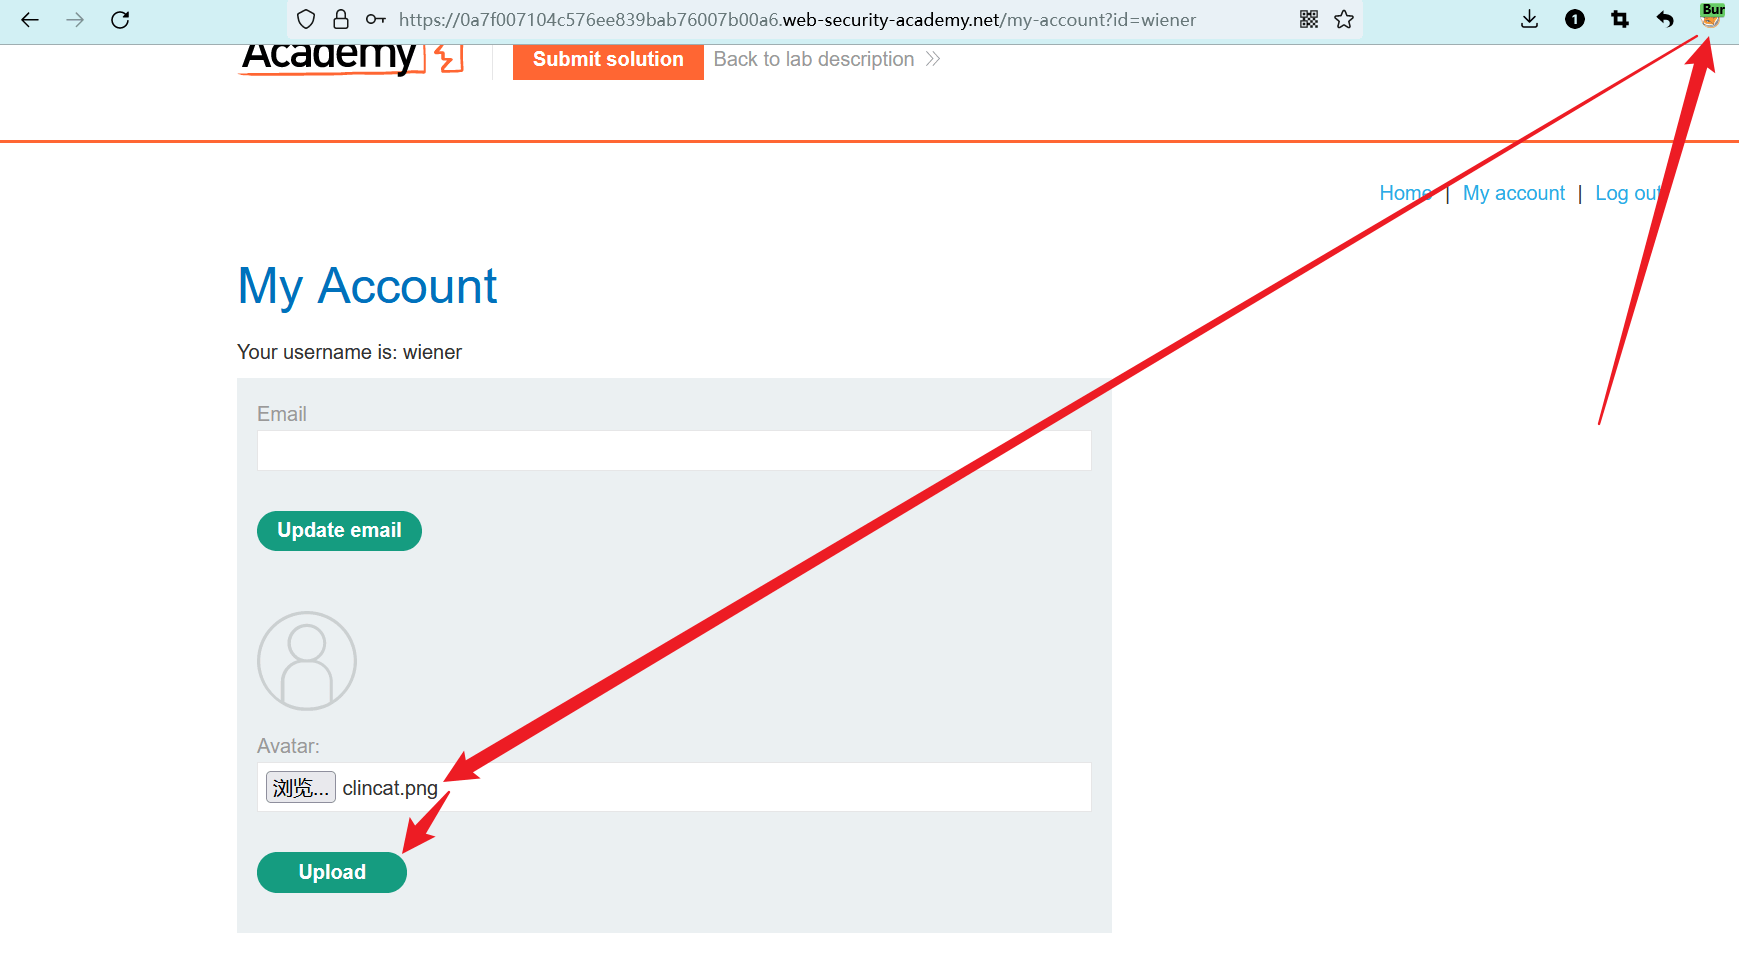 https://0a7f007104c576ee839bab76007b00a6.web-security-academy.net/my-account?id=wiener
1
Bur
Academy
Submit solution
Back to lab description
Home | My account | Log out
My Account
Your username is: wiener
Email
Update email
Avatar:
浏览... clincat.png
Upload